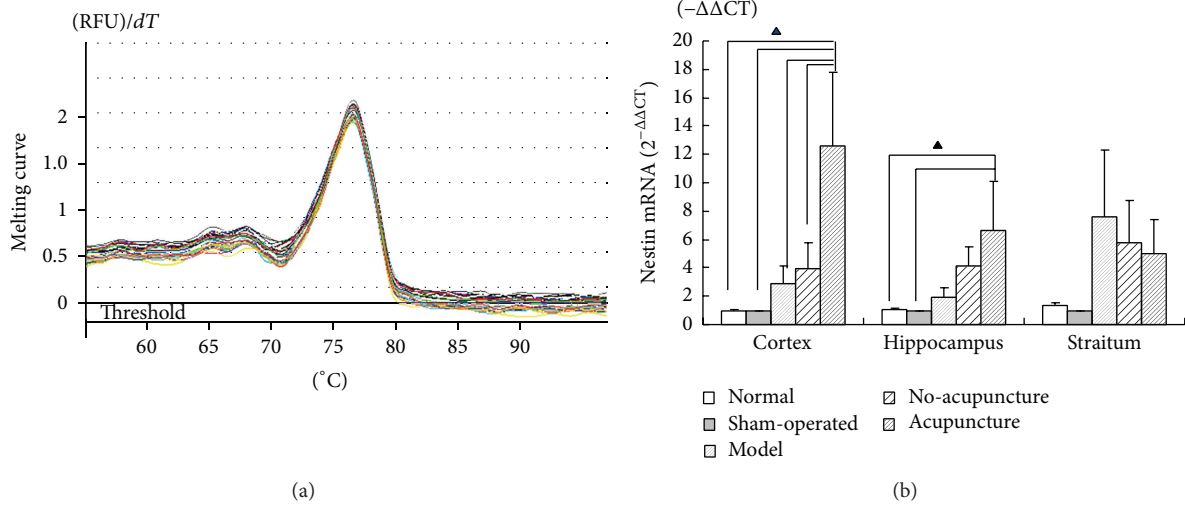 (RFU)/dT
Melting curve
2
1.0
1
0.5
0
Threshold
60 65 70 75 80 85 90
(°C)
(a)
(−ΔΔCT)
Nestin mRNA (2^−ΔΔCT)
20
18
16
14
12
10
8
6
4
2
0
Cortex Hippocampus Straitum
Normal
Sham-operated
Model
No-acupuncture
Acupuncture
(b)